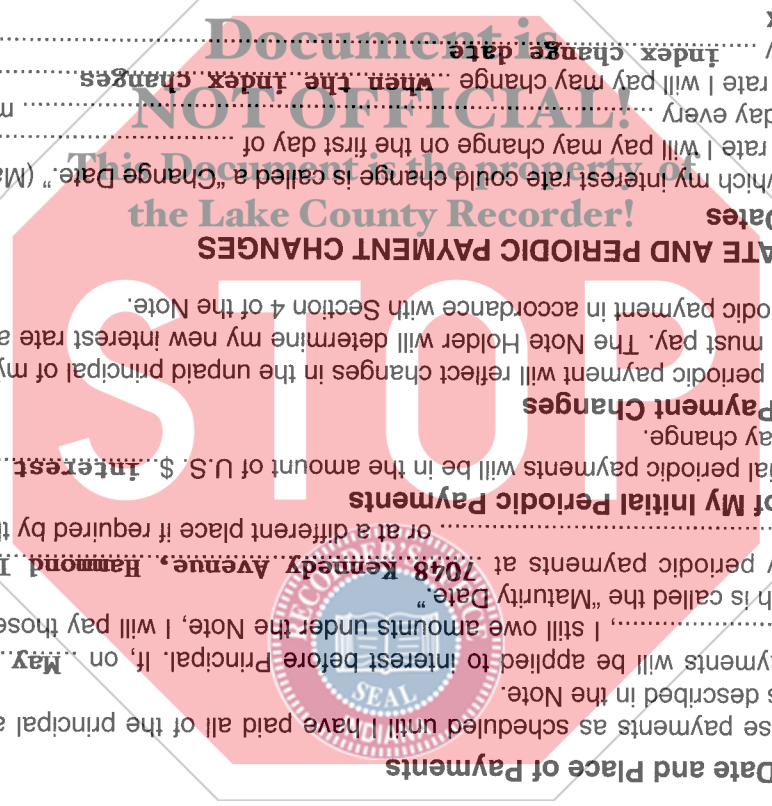 Document is
NOT OFFICIAL!
This Document is the property of
the Lake County Recorder!
STOP
RECORDER'S
SEAL
INDIANA
Date and Place of Payments
se payments as scheduled until I have paid all of the principal a
s described in the Note.
yments will be applied to interest before Principal. If, on ....May
................, I still owe amounts under the Note, I will pay those
h is called the "Maturity Date."
y periodic payments at ....7048 Kennedy Avenue, Hammond I
................ or at a different place if required by th
of My Initial Periodic Payments
ial periodic payments will be in the amount of U.S. $..interest....
ay change.
Payment Changes
periodic payment will reflect changes in the unpaid principal of my
must pay. The Note Holder will determine my new interest rate a
odic payment in accordance with Section 4 of the Note.
ATE AND PERIODIC PAYMENT CHANGES
Dates
which my interest rate could change is called a "Change Date." (Ma
rate I will pay may change on the first day of ................
day every ................ m
rate I will pay may change ....when the index changes....
y ....index change date....
x